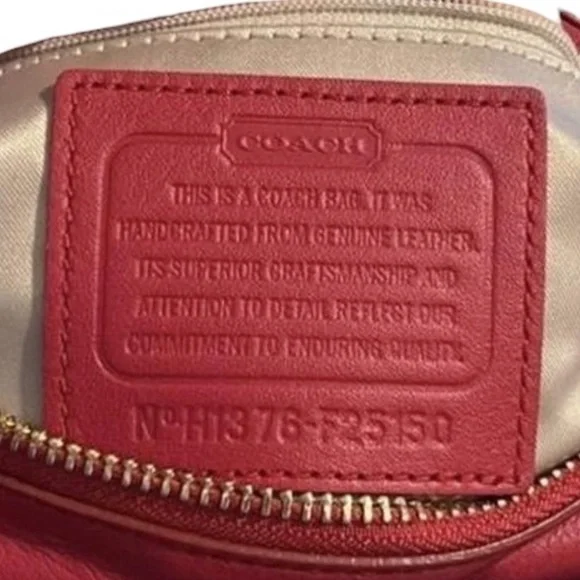 COACH
THIS IS A COACH BAG. IT WAS
HANDCRAFTED FROM GENUINE LEATHER.
ITS SUPERIOR CRAFTSMANSHIP AND
ATTENTION TO DETAIL REFLECT OUR
COMMITMENT TO ENDURING QUALITY.
Nº H1376-F25150